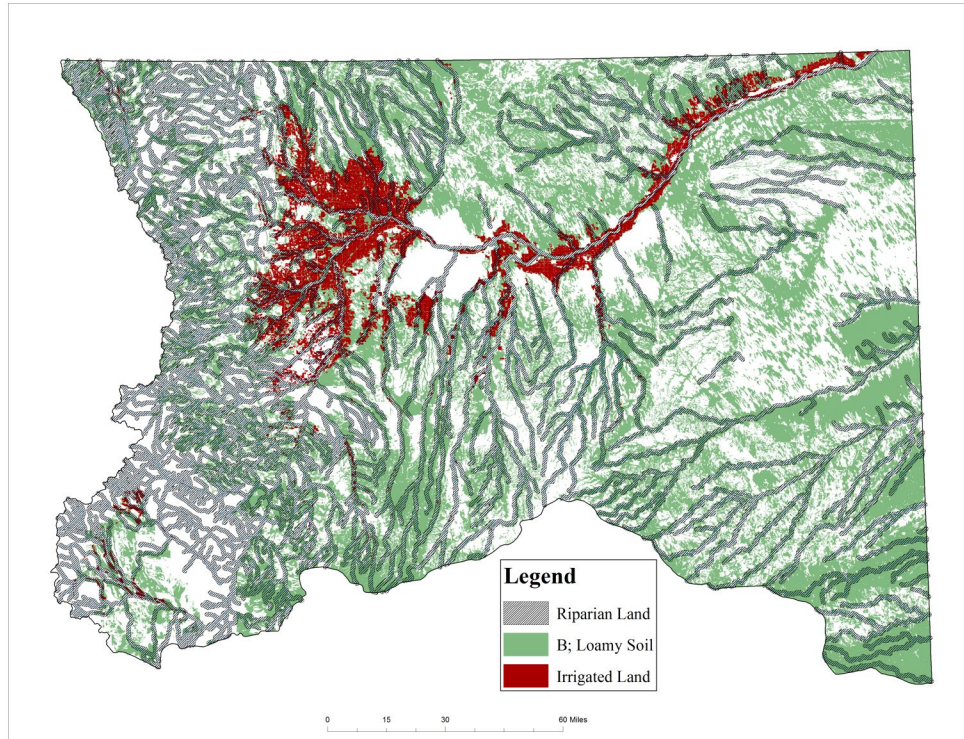 Legend
Riparian Land
B; Loamy Soil
Irrigated Land
0 15 30 60 Miles